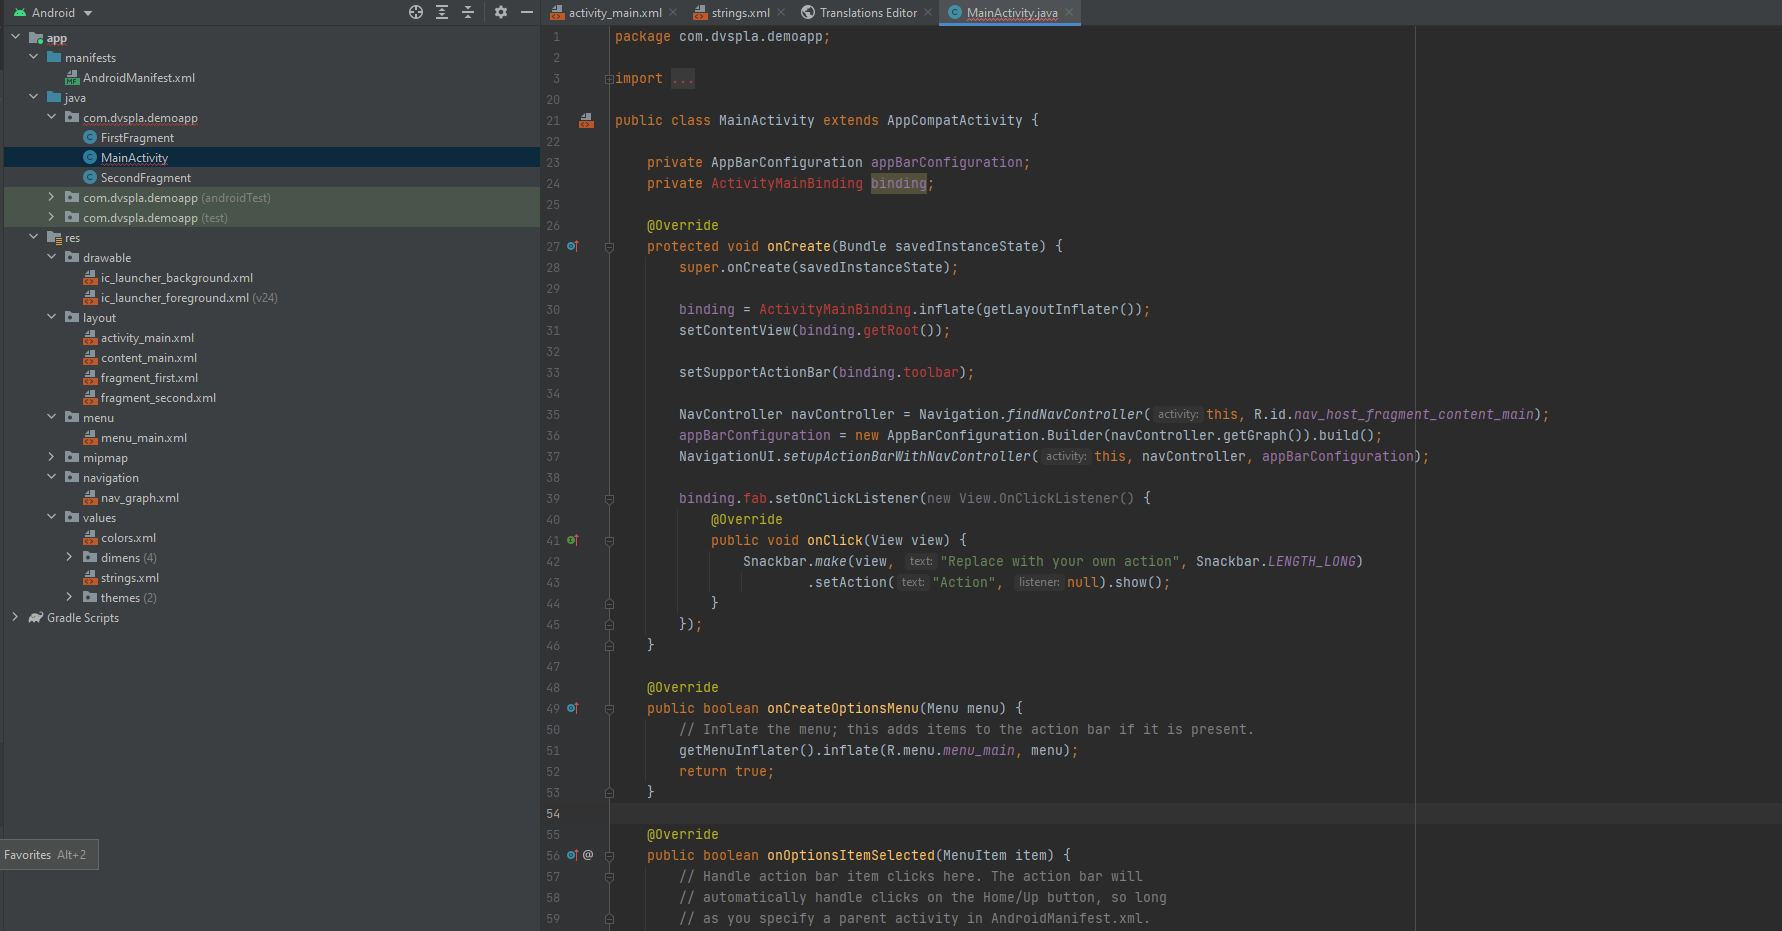 Android
app
manifests
AndroidManifest.xml
java
com.dvspla.demoapp
FirstFragment
MainActivity
SecondFragment
com.dvspla.demoapp (androidTest)
com.dvspla.demoapp (test)
res
drawable
ic_launcher_background.xml
ic_launcher_foreground.xml (v24)
layout
activity_main.xml
content_main.xml
fragment_first.xml
fragment_second.xml
menu
menu_main.xml
mipmap
navigation
nav_graph.xml
values
colors.xml
dimens (4)
strings.xml
themes (2)
Gradle Scripts
Favorites Alt+2
activity_main.xml strings.xml Translations Editor MainActivity.java
1 package com.dvspla.demoapp;
2
3 import ...
20
21 public class MainActivity extends AppCompatActivity {
22
23 private AppBarConfiguration appBarConfiguration;
24 private ActivityMainBinding binding;
25
26 @Override
27 protected void onCreate(Bundle savedInstanceState) {
28 super.onCreate(savedInstanceState);
29
30 binding = ActivityMainBinding.inflate(getLayoutInflater());
31 setContentView(binding.getRoot());
32
33 setSupportActionBar(binding.toolbar);
34
35 NavController navController = Navigation.findNavController( activity: this, R.id.nav_host_fragment_content_main);
36 appBarConfiguration = new AppBarConfiguration.Builder(navController.getGraph()).build();
37 NavigationUI.setupActionBarWithNavController( activity: this, navController, appBarConfiguration);
38
39 binding.fab.setOnClickListener(new View.OnClickListener() {
40 @Override
41 public void onClick(View view) {
42 Snackbar.make(view, text: "Replace with your own action", Snackbar.LENGTH_LONG)
43 .setAction( text: "Action", listener: null).show();
44 }
45 });
46 }
47
48 @Override
49 public boolean onCreateOptionsMenu(Menu menu) {
50 // Inflate the menu; this adds items to the action bar if it is present.
51 getMenuInflater().inflate(R.menu.menu_main, menu);
52 return true;
53 }
54
55 @Override
56 @ public boolean onOptionsItemSelected(MenuItem item) {
57 // Handle action bar item clicks here. The action bar will
58 // automatically handle clicks on the Home/Up button, so long
59 // as you specify a parent activity in AndroidManifest.xml.